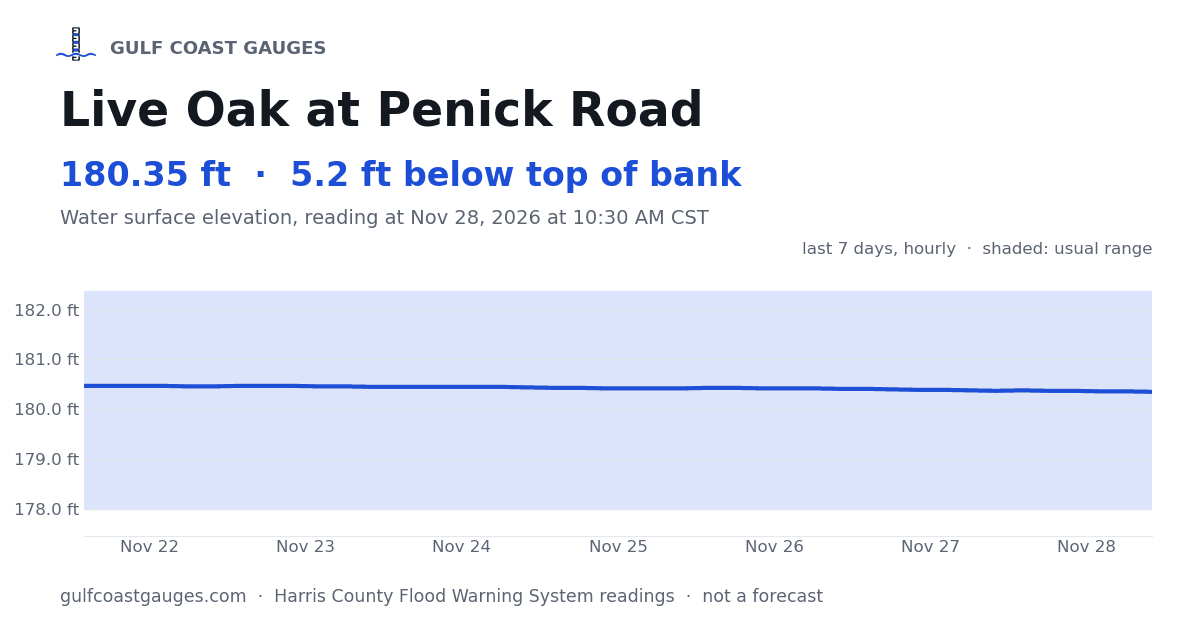 GULF COAST GAUGES
Live Oak at Penick Road
180.35 ft · 5.2 ft below top of bank
Water surface elevation, reading at Nov 28, 2026 at 10:30 AM CST
last 7 days, hourly · shaded: usual range
182.0 ft
181.0 ft
180.0 ft
179.0 ft
178.0 ft
Nov 22 Nov 23 Nov 24 Nov 25 Nov 26 Nov 27 Nov 28
gulfcoastgauges.com · Harris County Flood Warning System readings · not a forecast